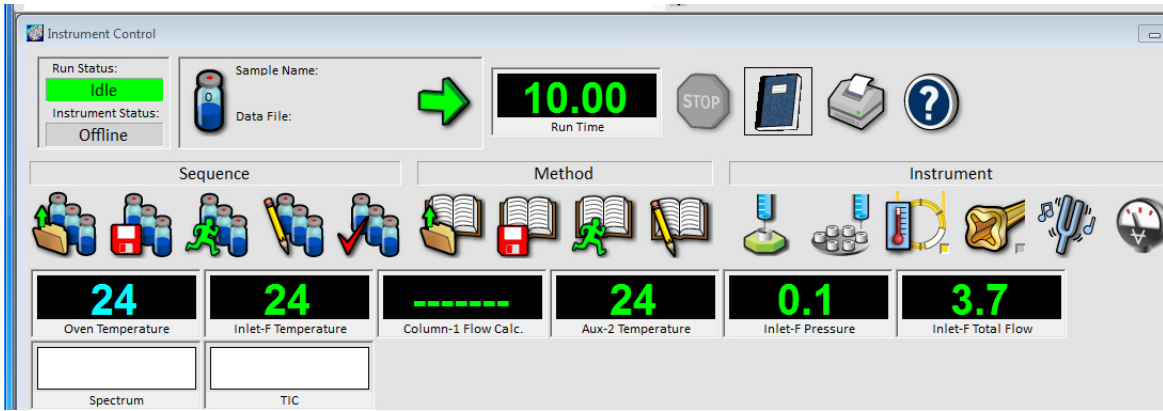 Instrument Control
Run Status:
Idle
Instrument Status:
Offline
0
Sample Name:
Data File:
10.00
Run Time
STOP
?
Sequence
Method
Instrument
24
Oven Temperature
24
Inlet-F Temperature
-------
Column-1 Flow Calc.
24
Aux-2 Temperature
0.1
Inlet-F Pressure
3.7
Inlet-F Total Flow
Spectrum
TIC